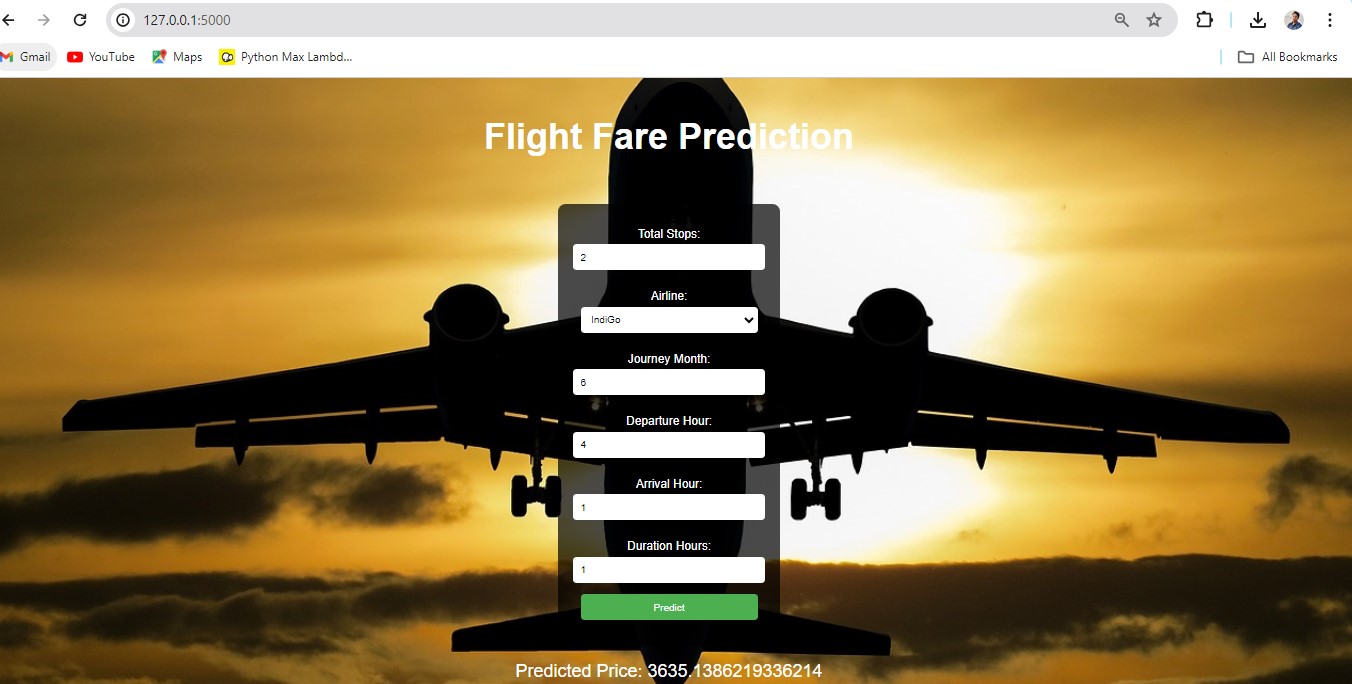 127.0.0.1:5000
Gmail YouTube Maps Python Max Lambd... All Bookmarks
Flight Fare Prediction
Total Stops:
2
Airline:
IndiGo
Journey Month:
6
Departure Hour:
4
Arrival Hour:
1
Duration Hours:
1
Predict
Predicted Price: 3635.1386219336214